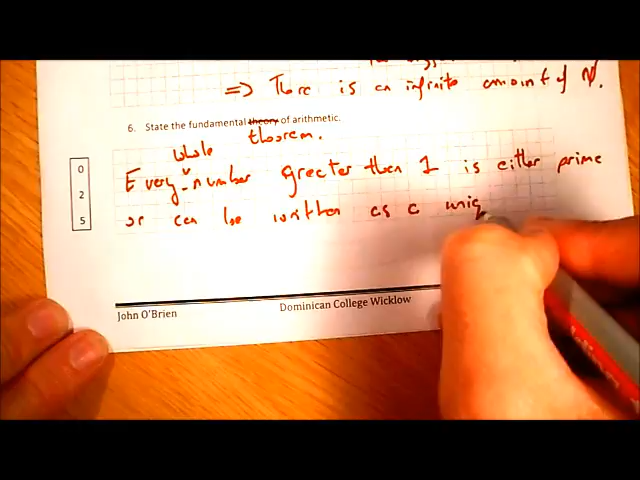 => There is an infinite amount of N.
6. State the fundamental theory of arithmetic.
theorem.
whole
Every number greater then 1 is either prime
or can be written as a uniq
0
2
5
John O'Brien
Dominican College Wicklow